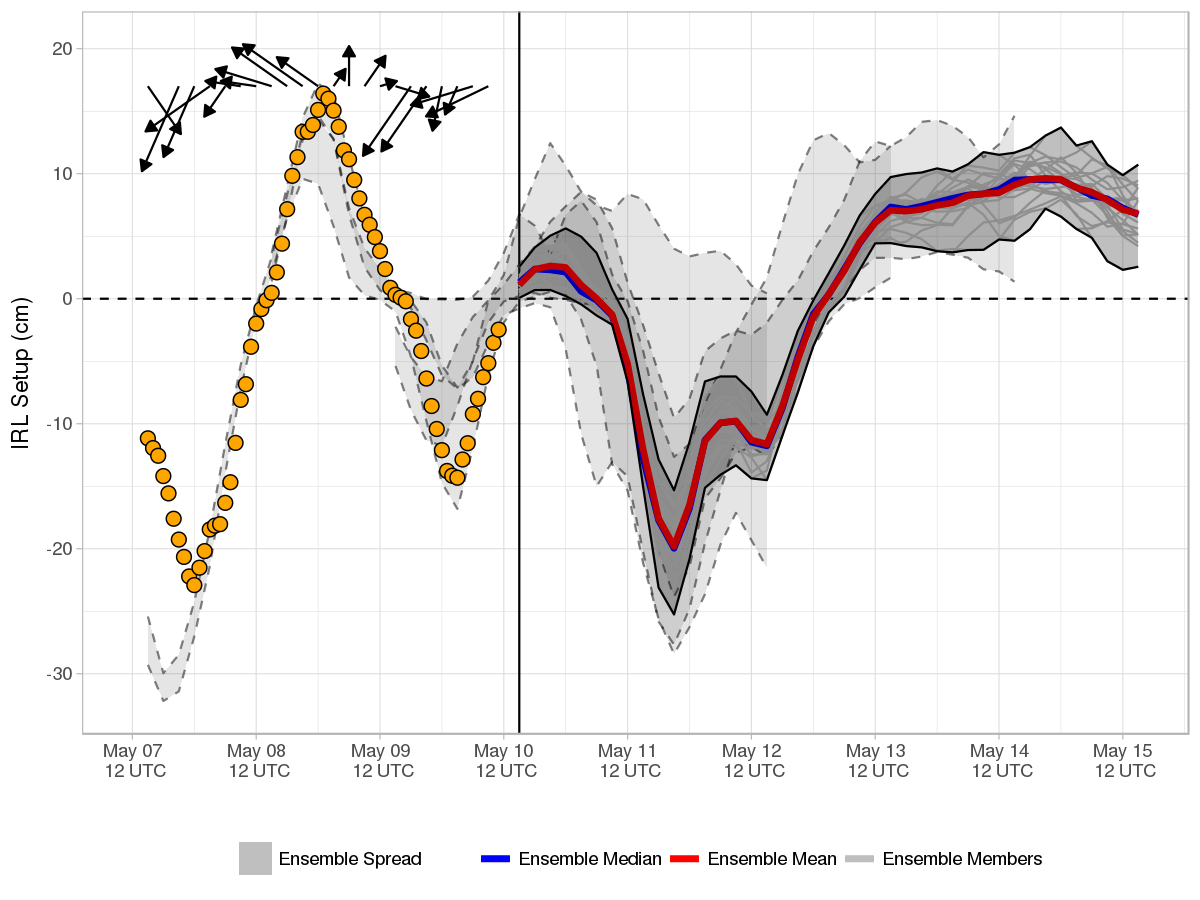 IRL Setup (cm)
20
10
0
-10
-20
-30
May 07
12 UTC
May 08
12 UTC
May 09
12 UTC
May 10
12 UTC
May 11
12 UTC
May 12
12 UTC
May 13
12 UTC
May 14
12 UTC
May 15
12 UTC
Ensemble Spread
Ensemble Median
Ensemble Mean
Ensemble Members